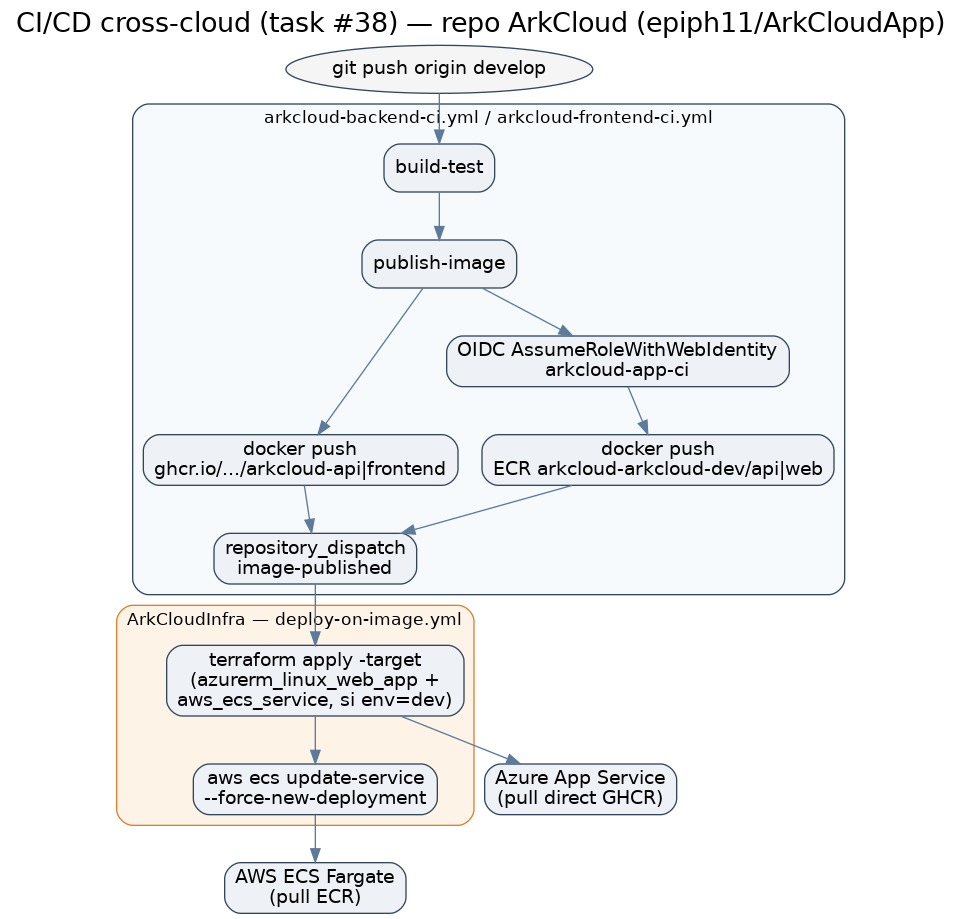 CI/CD cross-cloud (task #38) — repo ArkCloud (epiph11/ArkCloudApp)
git push origin develop
arkcloud-backend-ci.yml / arkcloud-frontend-ci.yml
build-test
publish-image
OIDC AssumeRoleWithWebIdentity
arkcloud-app-ci
docker push
ghcr.io/.../arkcloud-api|frontend
docker push
ECR arkcloud-arkcloud-dev/api|web
repository_dispatch
image-published
ArkCloudInfra — deploy-on-image.yml
terraform apply -target
(azurerm_linux_web_app +
aws_ecs_service, si env=dev)
aws ecs update-service
--force-new-deployment
Azure App Service
(pull direct GHCR)
AWS ECS Fargate
(pull ECR)